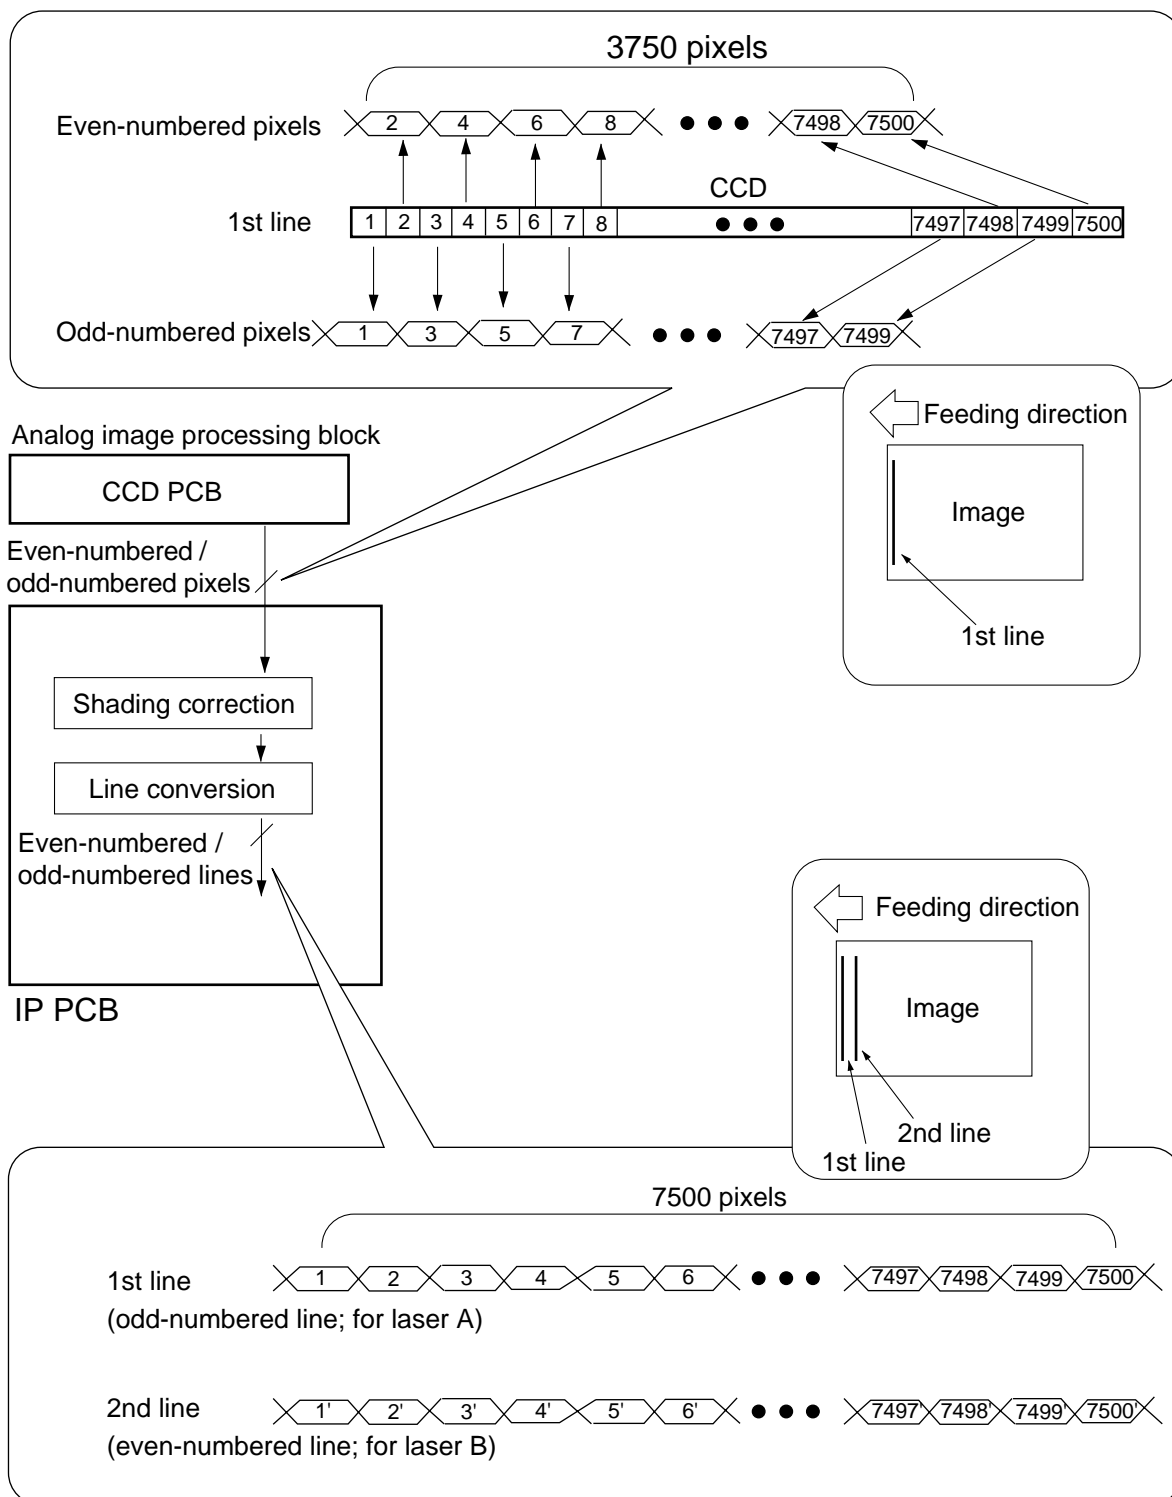 3750 pixels
Even-numbered pixels 2 4 6 8 7498 7500
CCD
1st line 1 2 3 4 5 6 7 8 7497 7498 7499 7500
Odd-numbered pixels 1 3 5 7 7497 7499
Feeding direction
Image
1st line
Analog image processing block
CCD PCB
Even-numbered /
odd-numbered pixels
Shading correction
Line conversion
Even-numbered /
odd-numbered lines
IP PCB
Feeding direction
Image
2nd line
1st line
7500 pixels
1st line 1 2 3 4 5 6 7497 7498 7499 7500
(odd-numbered line; for laser A)
2nd line 1' 2' 3' 4' 5' 6' 7497' 7498' 7499' 7500'
(even-numbered line; for laser B)